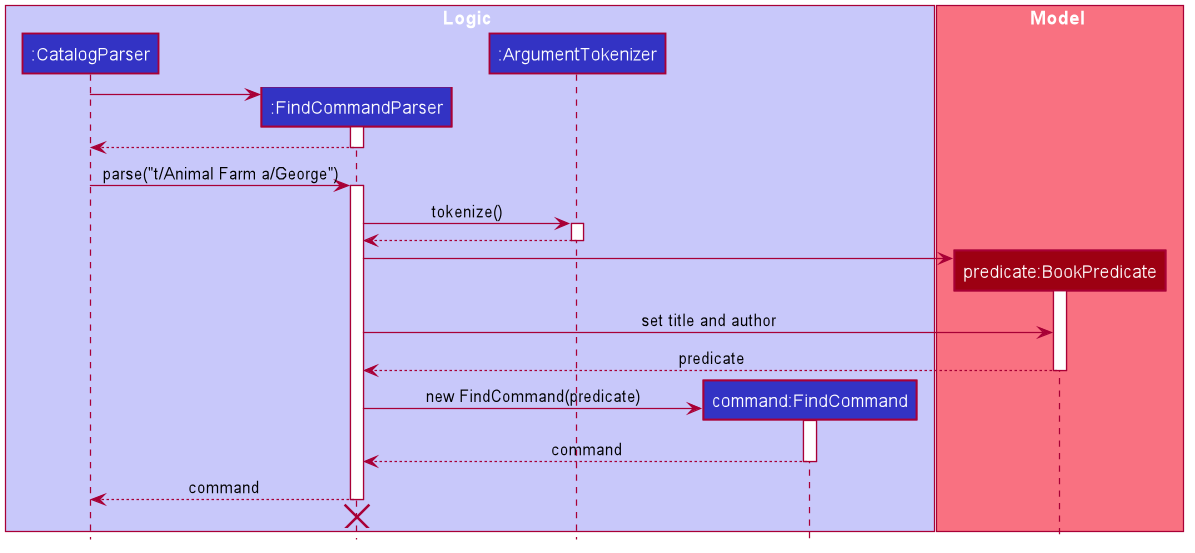 Logic
Model
:CatalogParser
:ArgumentTokenizer
:FindCommandParser
parse("t/Animal Farm a/George")
tokenize()
predicate:BookPredicate
set title and author
predicate
new FindCommand(predicate)
command:FindCommand
command
command